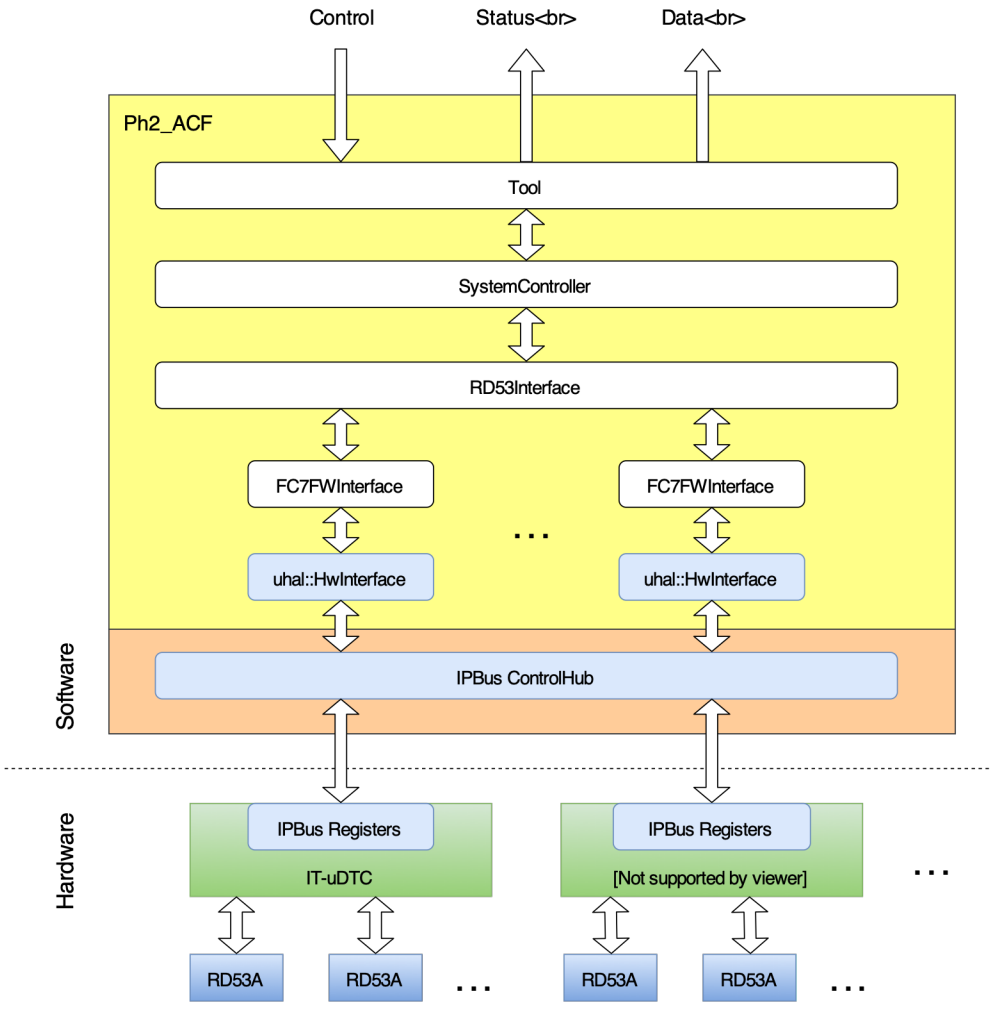 Control Status<br> Data<br>
Ph2_ACF
Tool
SystemController
RD53Interface
FC7FWInterface FC7FWInterface
...
uhal::HwInterface uhal::HwInterface
Software
IPBus ControlHub
Hardware
IPBus Registers IPBus Registers
IT-uDTC [Not supported by viewer] ...
RD53A RD53A ... RD53A RD53A ...